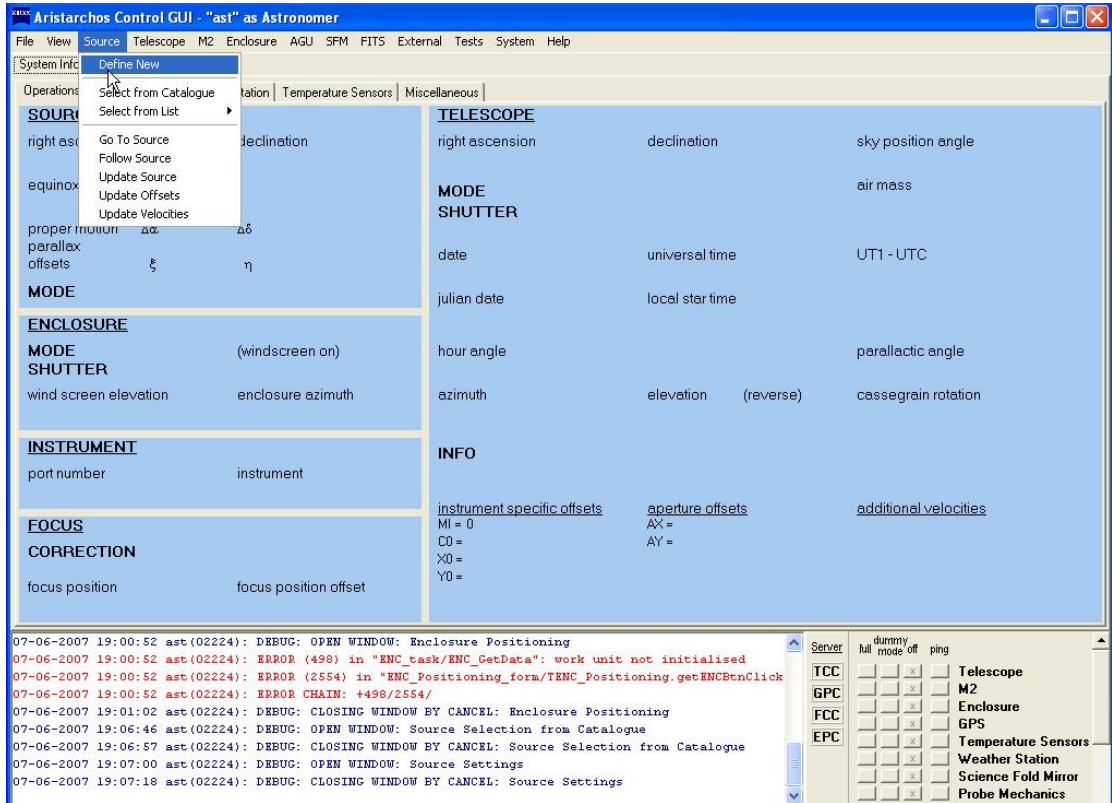 Aristarchos Control GUI - "ast" as Astronomer
File View Source Telescope M2 Enclosure AGU SFM FITS External Tests System Help
System Info
Define New
Select from Catalogue
Select from List
Go To Source
Follow Source
Update Source
Update Offsets
Update Velocities
Operations Temperature Sensors Miscellaneous
declination
equinox
proper motion Δα Δδ
parallax
offsets ξ η
MODE
ENCLOSURE
MODE (windscreen on)
SHUTTER
wind screen elevation enclosure azimuth
INSTRUMENT
port number instrument
FOCUS
CORRECTION
focus position focus position offset
TELESCOPE
right ascension declination sky position angle
air mass
MODE
SHUTTER
date universal time UT1 - UTC
julian date local star time
hour angle parallactic angle
azimuth elevation (reverse) cassegrain rotation
INFO
instrument specific offsets aperture offsets additional velocities
MI = 0 AX =
C0 = AY =
X0 =
Y0 =
07-06-2007 19:00:52 ast(02224): DEBUG: OPEN WINDOW: Enclosure Positioning
07-06-2007 19:00:52 ast(02224): ERROR (498) in "ENC_task/ENC_GetData": work unit not initialised
07-06-2007 19:00:52 ast(02224): ERROR (2554) in "ENC_Positioning_form/TENC_Positioning.getENCBtnClick
07-06-2007 19:00:52 ast(02224): ERROR CHAIN: +498/2554/
07-06-2007 19:01:02 ast(02224): DEBUG: CLOSING WINDOW BY CANCEL: Enclosure Positioning
07-06-2007 19:06:46 ast(02224): DEBUG: OPEN WINDOW: Source Selection from Catalogue
07-06-2007 19:06:57 ast(02224): DEBUG: CLOSING WINDOW BY CANCEL: Source Selection from Catalogue
07-06-2007 19:07:00 ast(02224): DEBUG: OPEN WINDOW: Source Settings
07-06-2007 19:07:18 ast(02224): DEBUG: CLOSING WINDOW BY CANCEL: Source Settings
Server full dummy mode off ping
TCC
GPC
FCC
EPC
x Telescope
x M2
x Enclosure
x GPS
x Temperature Sensors
x Weather Station
x Science Fold Mirror
x Probe Mechanics